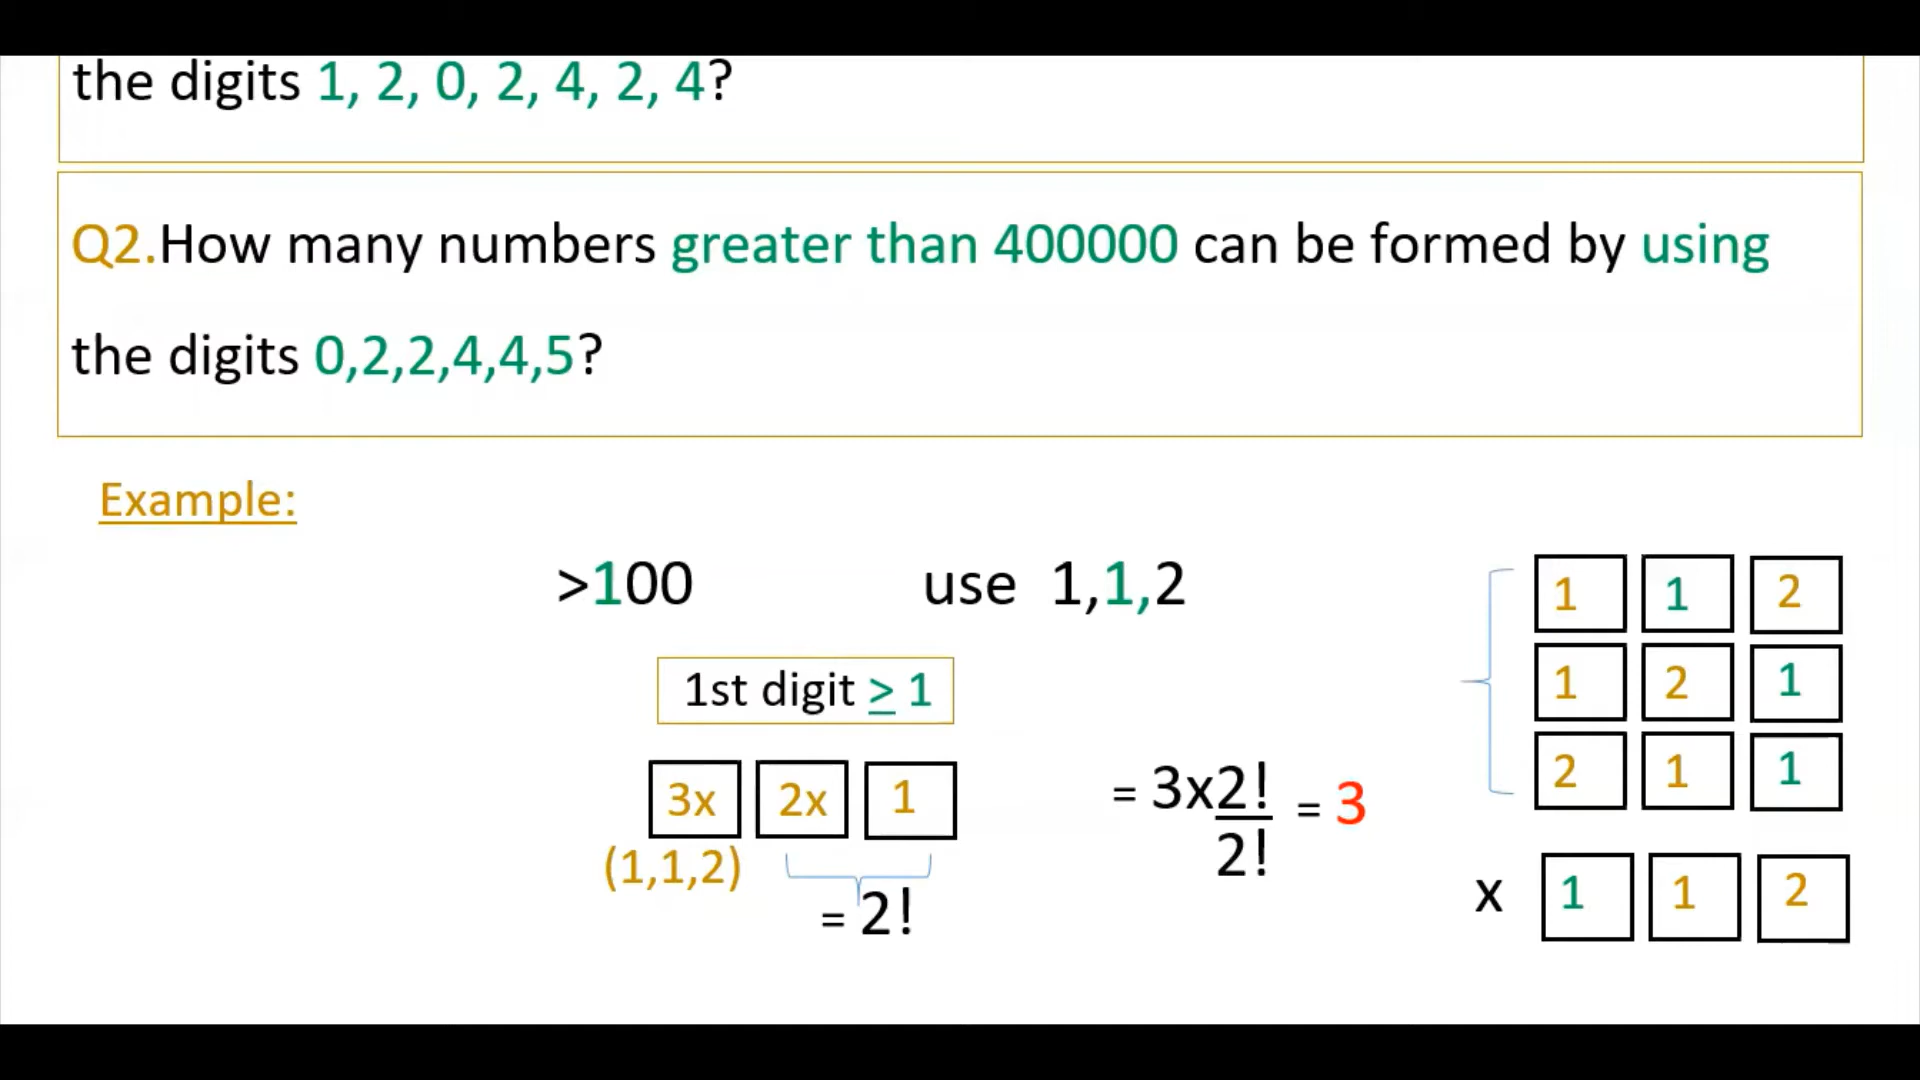 the digits 1, 2, 0, 2, 4, 2, 4?
Q2.How many numbers greater than 400000 can be formed by using
the digits 0,2,2,4,4,5?
Example:
>100 use 1,1,2
1st digit ≥ 1
3x 2x 1
(1,1,2)
= 2!
= 3x2!
2!
= 3
1 1 2
1 2 1
2 1 1
x 1 1 2